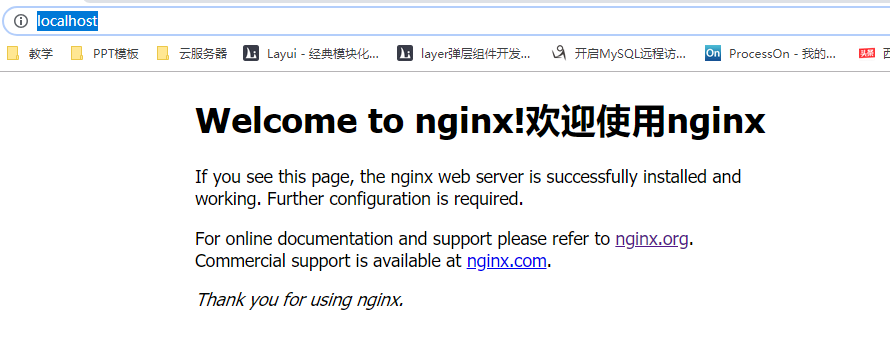 localhost
教学 PPT模板 云服务器 Layui - 经典模块化... layer弹层组件开发... 开启MySQL远程访... On ProcessOn - 我的... 头条 西
Welcome to nginx!欢迎使用nginx
If you see this page, the nginx web server is successfully installed and
working. Further configuration is required.
For online documentation and support please refer to nginx.org.
Commercial support is available at nginx.com.
Thank you for using nginx.